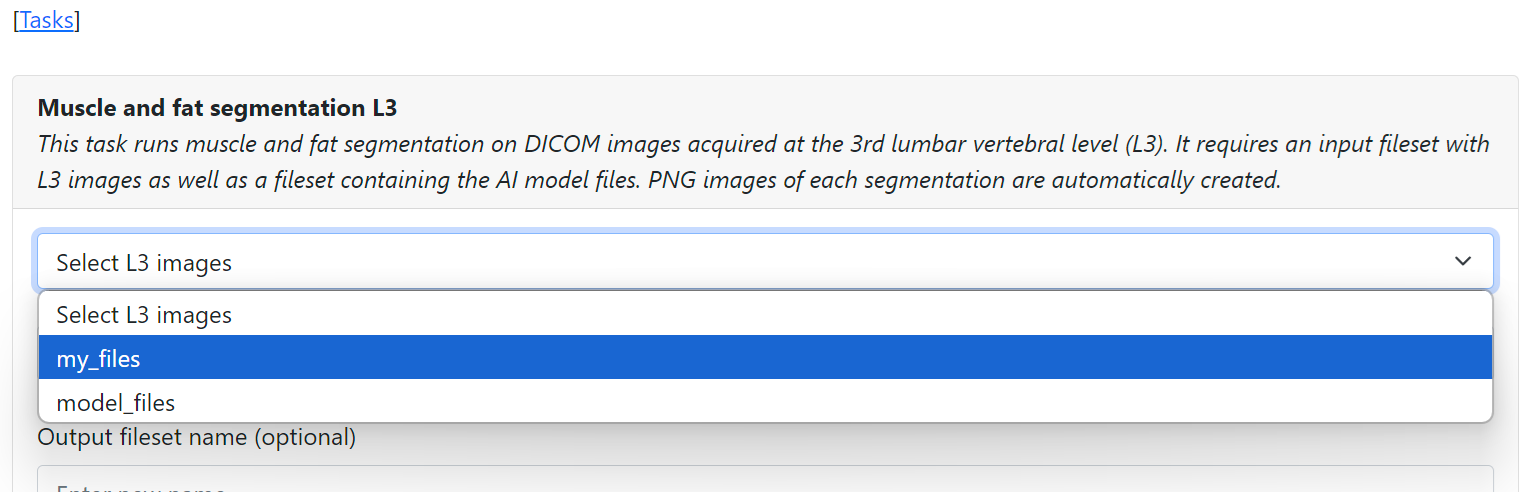 [Tasks]
Muscle and fat segmentation L3
This task runs muscle and fat segmentation on DICOM images acquired at the 3rd lumbar vertebral level (L3). It requires an input fileset with
L3 images as well as a fileset containing the AI model files. PNG images of each segmentation are automatically created.
Select L3 images
Select L3 images
my_files
model_files
Output fileset name (optional)
Enter new name